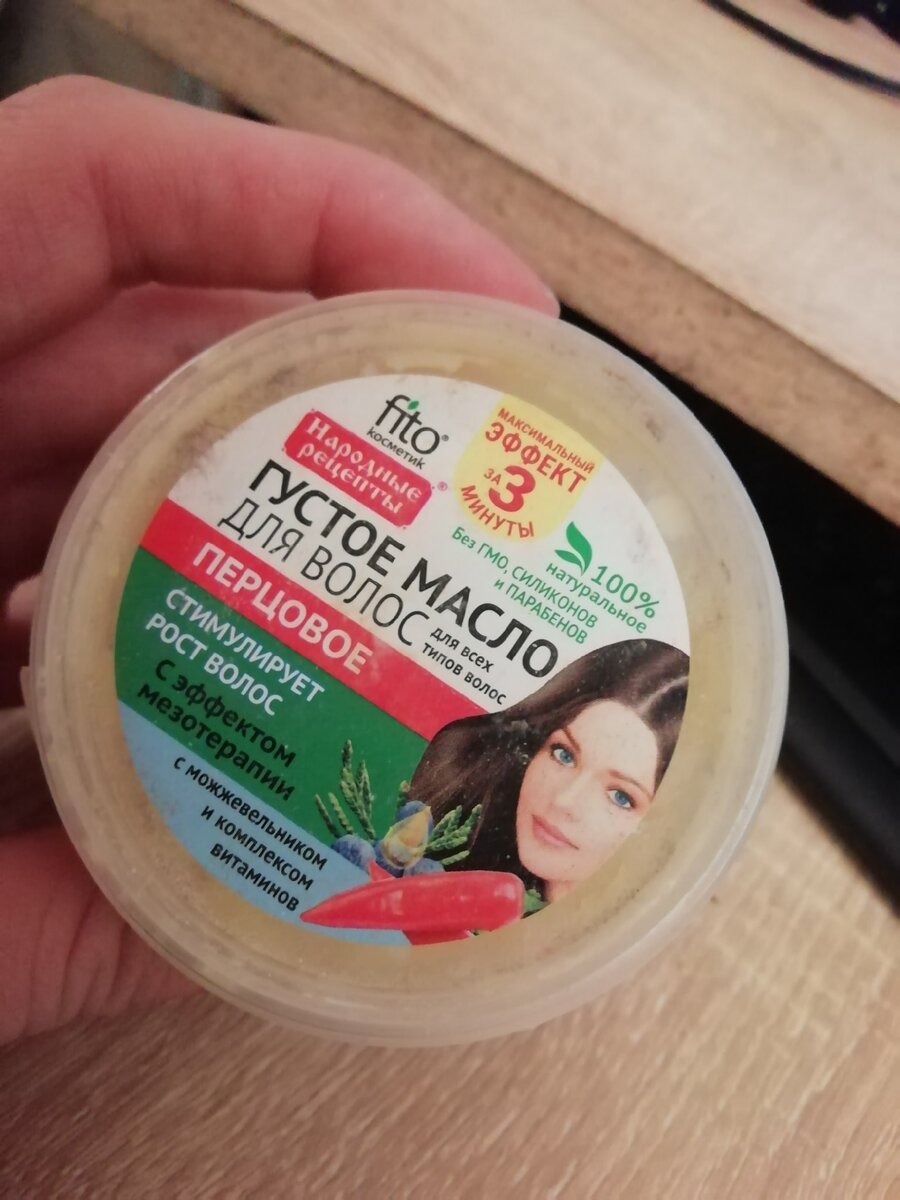 fito®
косметик
Народные
рецепты®
МАКСИМАЛЬНЫЙ
ЭФФЕКТ
ЗА
3
МИНУТЫ
ГУСТОЕ МАСЛО
ДЛЯ ВОЛОС
для всех
типов волос
100%
натуральное
Без ГМО, СИЛИКОНОВ
и ПАРАБЕНОВ
ПЕРЦОВОЕ
СТИМУЛИРУЕТ
РОСТ ВОЛОС
С эффектом
мезотерапии
с можжевельником
и комплексом
витаминов